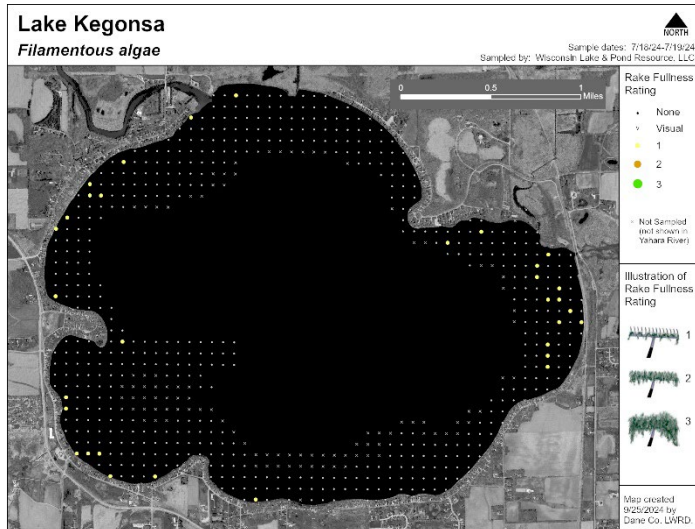 Lake Kegonsa
Filamentous algae
NORTH
Sample dates: 7/18/24-7/19/24
Sampled by: Wisconsin Lake & Pond Resource, LLC
0 0.5 1
Miles
Rake Fullness
Rating
None
Visual
1
2
3
Not Sampled
(not shown in
Yahara River)
Illustration of
Rake Fullness
Rating
1
2
3
Map created
9/25/2024 by
Dane Co. LWRD